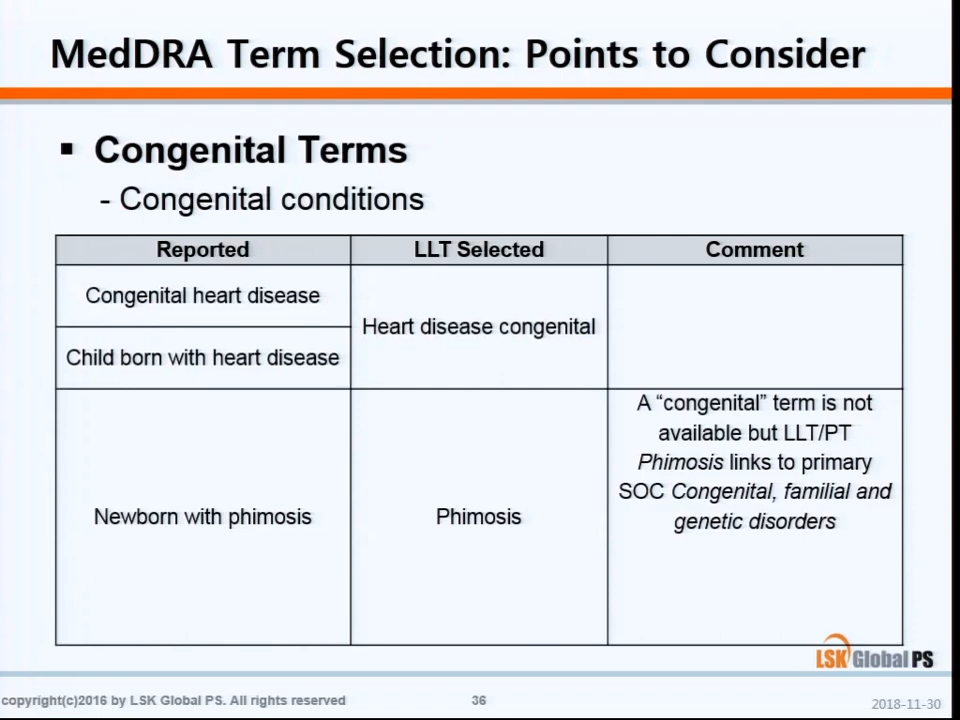 MedDRA Term Selection: Points to Consider
▪ Congenital Terms
- Congenital conditions
Reported
LLT Selected
Comment
Congenital heart disease
Heart disease congenital
Child born with heart disease
Newborn with phimosis
Phimosis
A “congenital” term is not
available but LLT/PT
Phimosis links to primary
SOC Congenital, familial and
genetic disorders
LSK Global PS
copyright(c)2016 by LSK Global PS. All rights reserved
36
2018-11-30